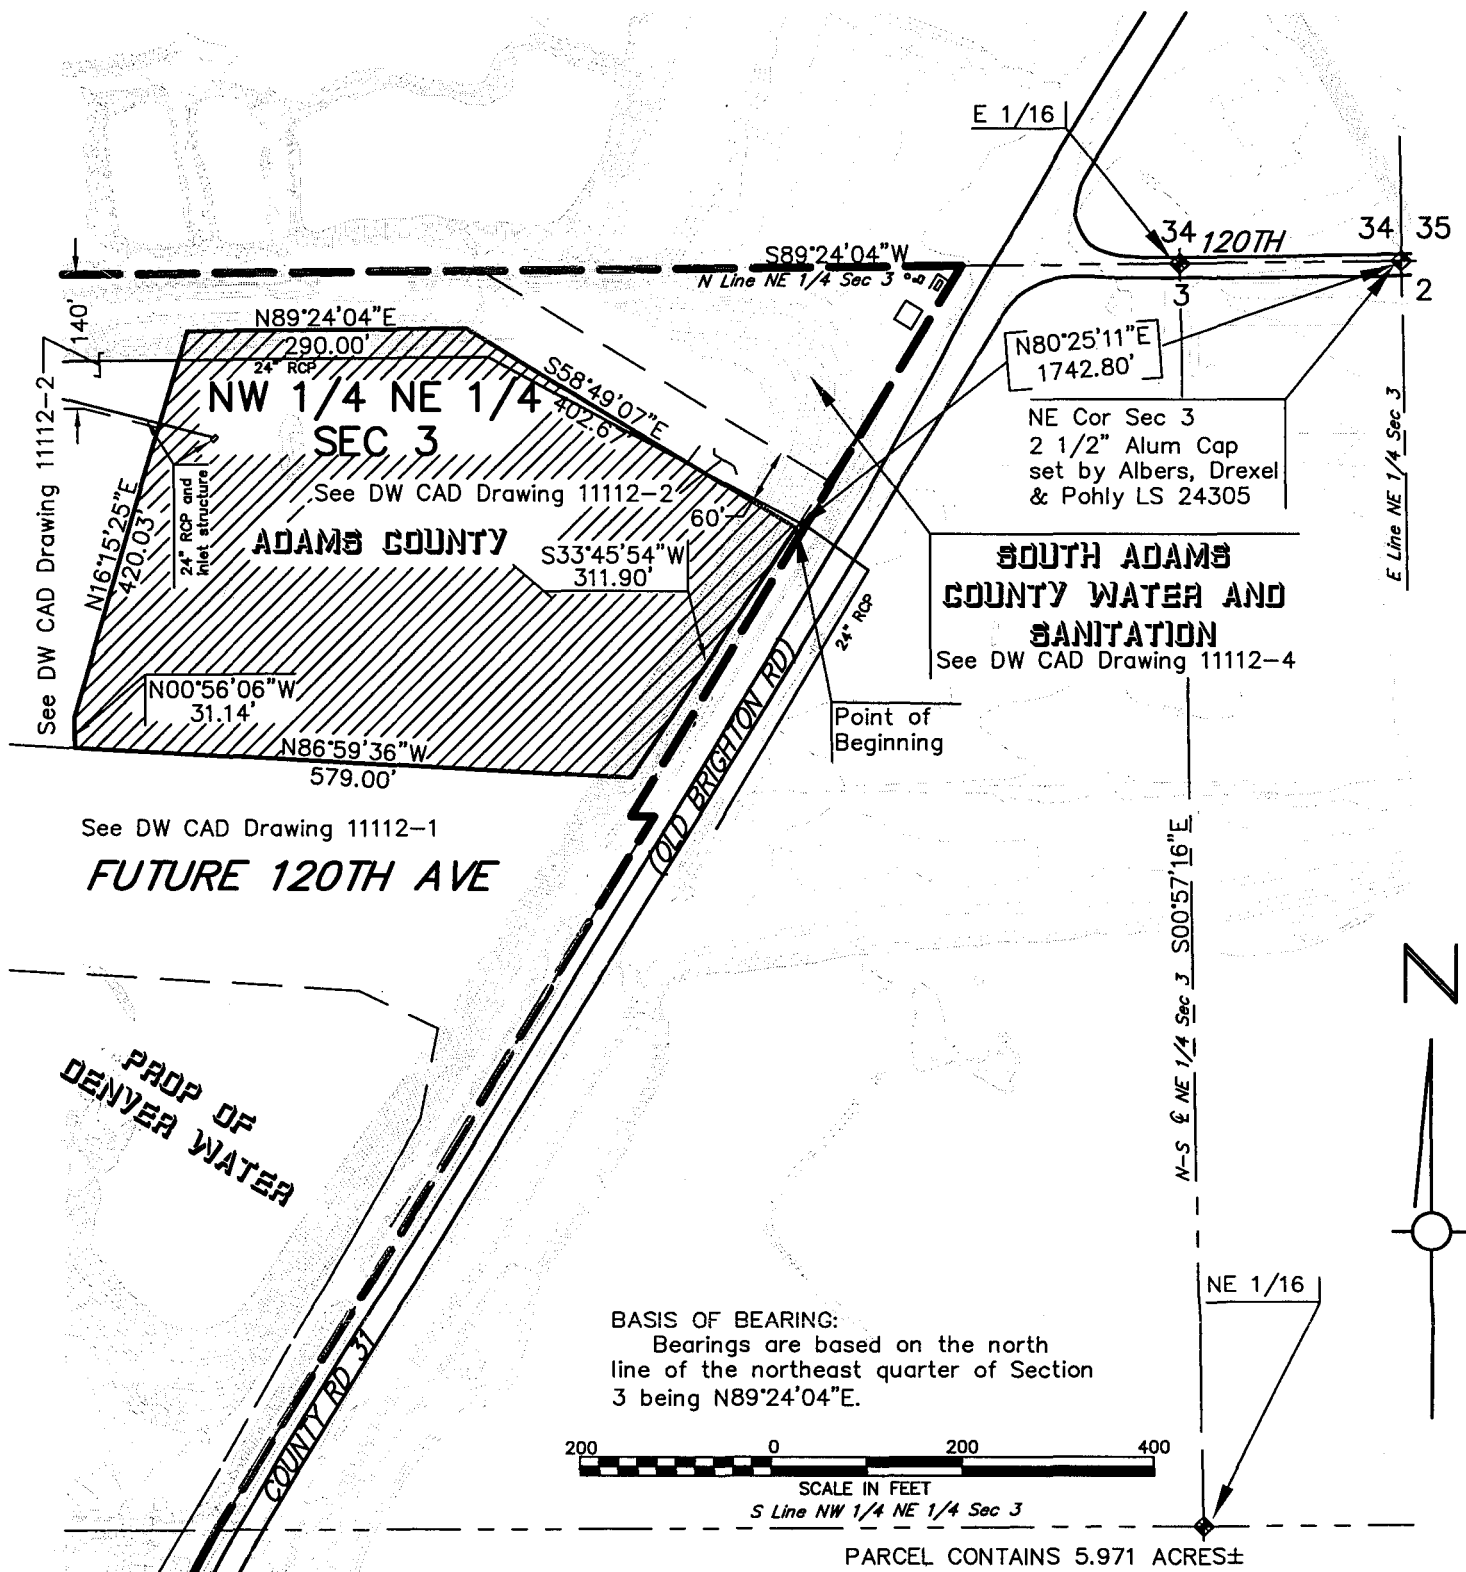 E 1/16
34
120TH
34 35
3
2
S89°24'04"W
N Line NE 1/4 Sec 3
140'
N89°24'04"E
290.00'
24" RCP
NW 1/4 NE 1/4
SEC 3
S58°49'07"E
402.67'
N80°25'11"E
1742.80'
NE Cor Sec 3
2 1/2" Alum Cap
set by Albers, Drexel
& Pohly LS 24305
E Line NE 1/4 Sec 3
See DW CAD Drawing 11112-2
N16°15'25"E
420.03'
24" RCP and
Inlet structure
See DW CAD Drawing 11112-2
60'
ADAMS COUNTY
S33°45'54"W
311.90'
SOUTH ADAMS
COUNTY WATER AND
SANITATION
See DW CAD Drawing 11112-4
24" RCP
N00°56'06"W
31.14'
Point of
Beginning
N86°59'36"W
579.00'
(OLD BRIGHTON RD)
See DW CAD Drawing 11112-1
FUTURE 120TH AVE
N-S ℄ NE 1/4 Sec 3 S00°57'16"E
N
PROP OF
DENVER WATER
NE 1/16
BASIS OF BEARING:
Bearings are based on the north
line of the northeast quarter of Section
3 being N89°24'04"E.
COUNTY RD 31
200 0 200 400
SCALE IN FEET
S Line NW 1/4 NE 1/4 Sec 3
PARCEL CONTAINS 5.971 ACRES±